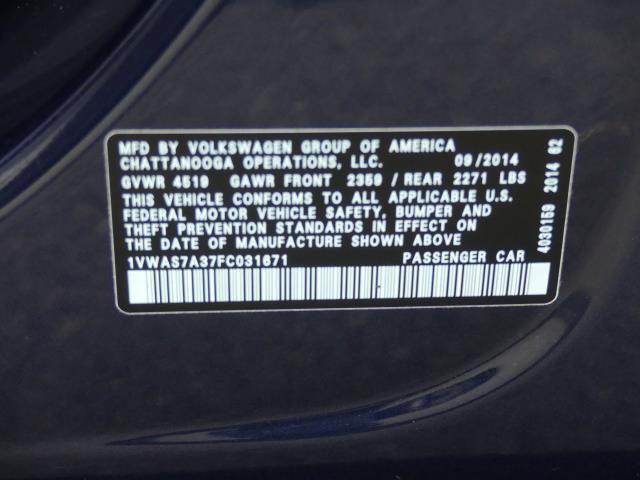 MFD BY VOLKSWAGEN GROUP OF AMERICA
CHATTANOOGA OPERATIONS, LLC. 09/2014
GVWR 4519 GAWR FRONT 2359 / REAR 2271 LBS
THIS VEHICLE CONFORMS TO ALL APPLICABLE U.S.
FEDERAL MOTOR VEHICLE SAFETY, BUMPER AND
THEFT PREVENTION STANDARDS IN EFFECT ON
THE DATE OF MANUFACTURE SHOWN ABOVE
1VWAS7A37FC031671 PASSENGER CAR
4030159 2014 62